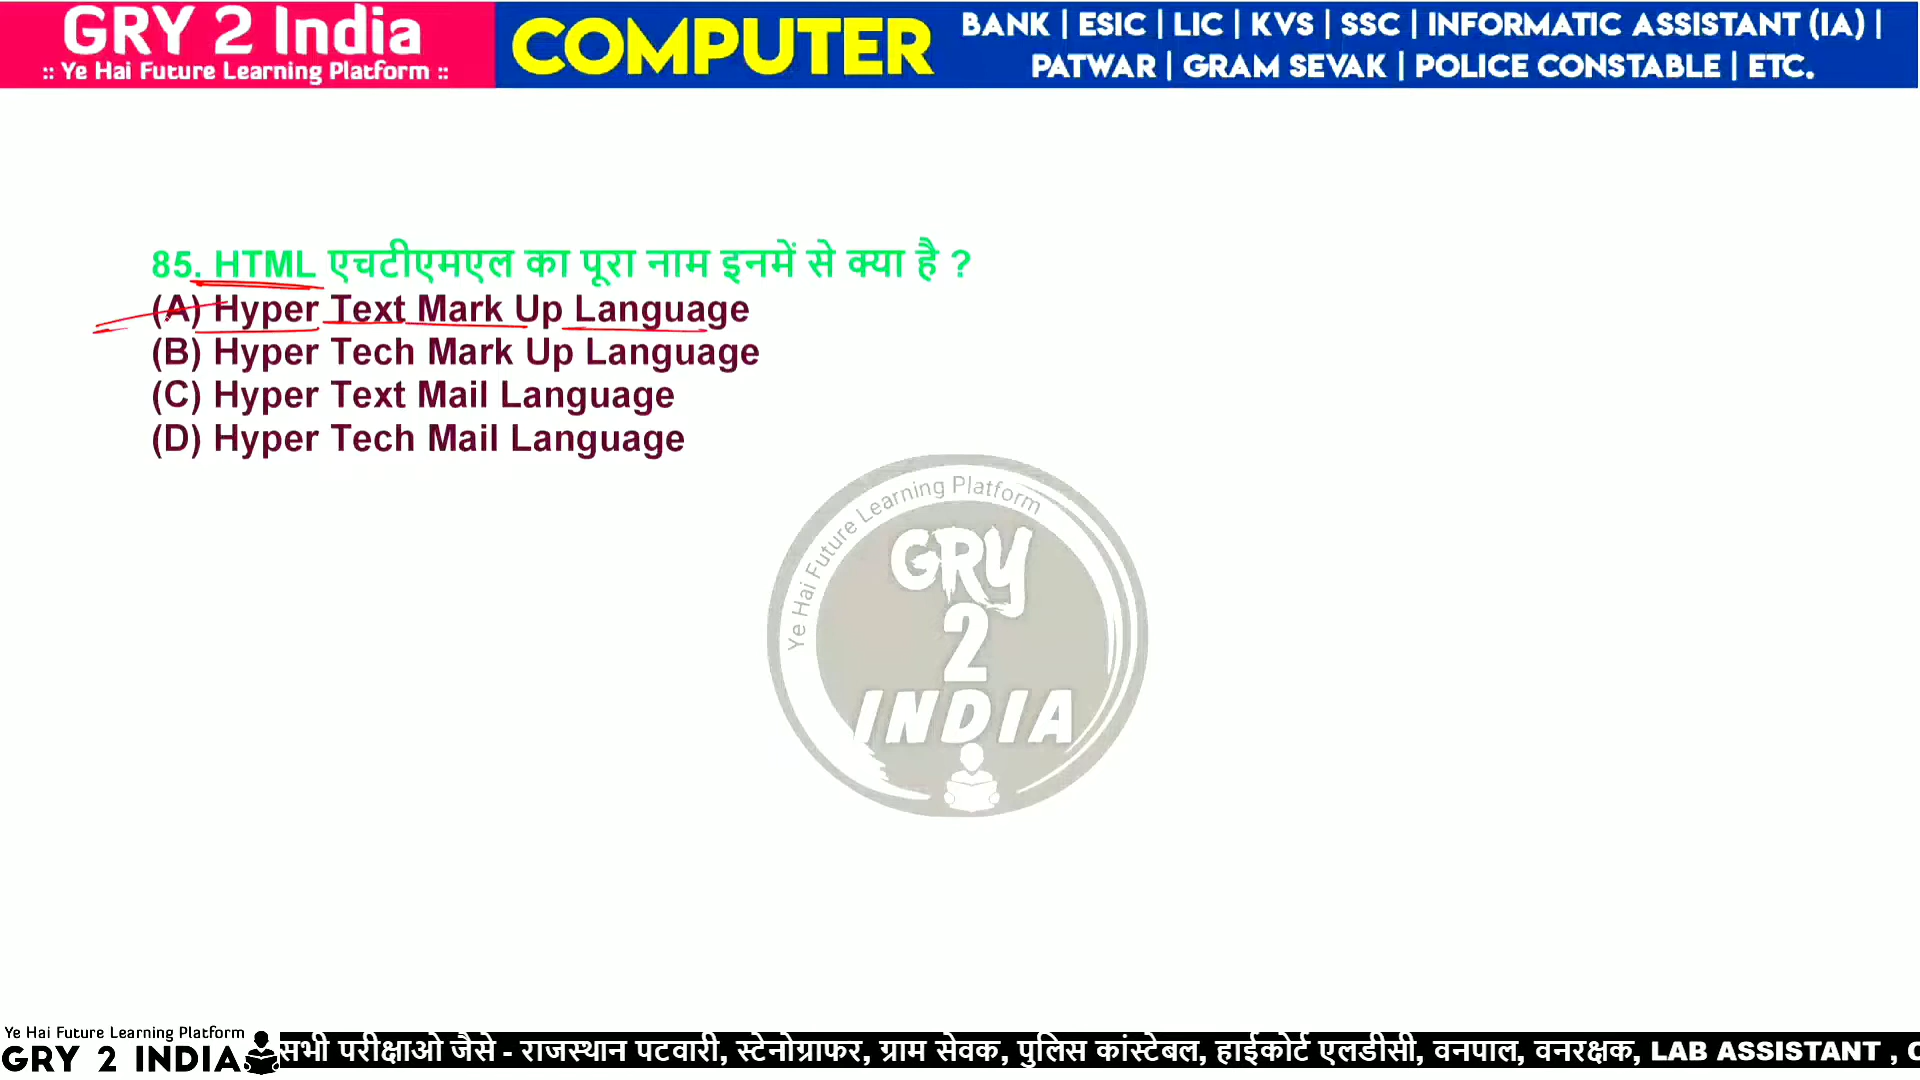 GRY 2 India
:: Ye Hai Future Learning Platform ::
COMPUTER
BANK | ESIC | LIC | KVS | SSC | INFORMATIC ASSISTANT (IA) |
PATWAR | GRAM SEVAK | POLICE CONSTABLE | ETC.
85. HTML एचटीएमएल का पूरा नाम इनमें से क्या है ?
(A) Hyper Text Mark Up Language
(B) Hyper Tech Mark Up Language
(C) Hyper Text Mail Language
(D) Hyper Tech Mail Language
Ye Hai Future Learning Platform
GRY
2
INDIA
Ye Hai Future Learning Platform
GRY 2 INDIA
सभी परीक्षाओ जैसे - राजस्थान पटवारी, स्टेनोग्राफर, ग्राम सेवक, पुलिस कांस्टेबल, हाईकोर्ट एलडीसी, वनपाल, वनरक्षक, LAB ASSISTANT , C